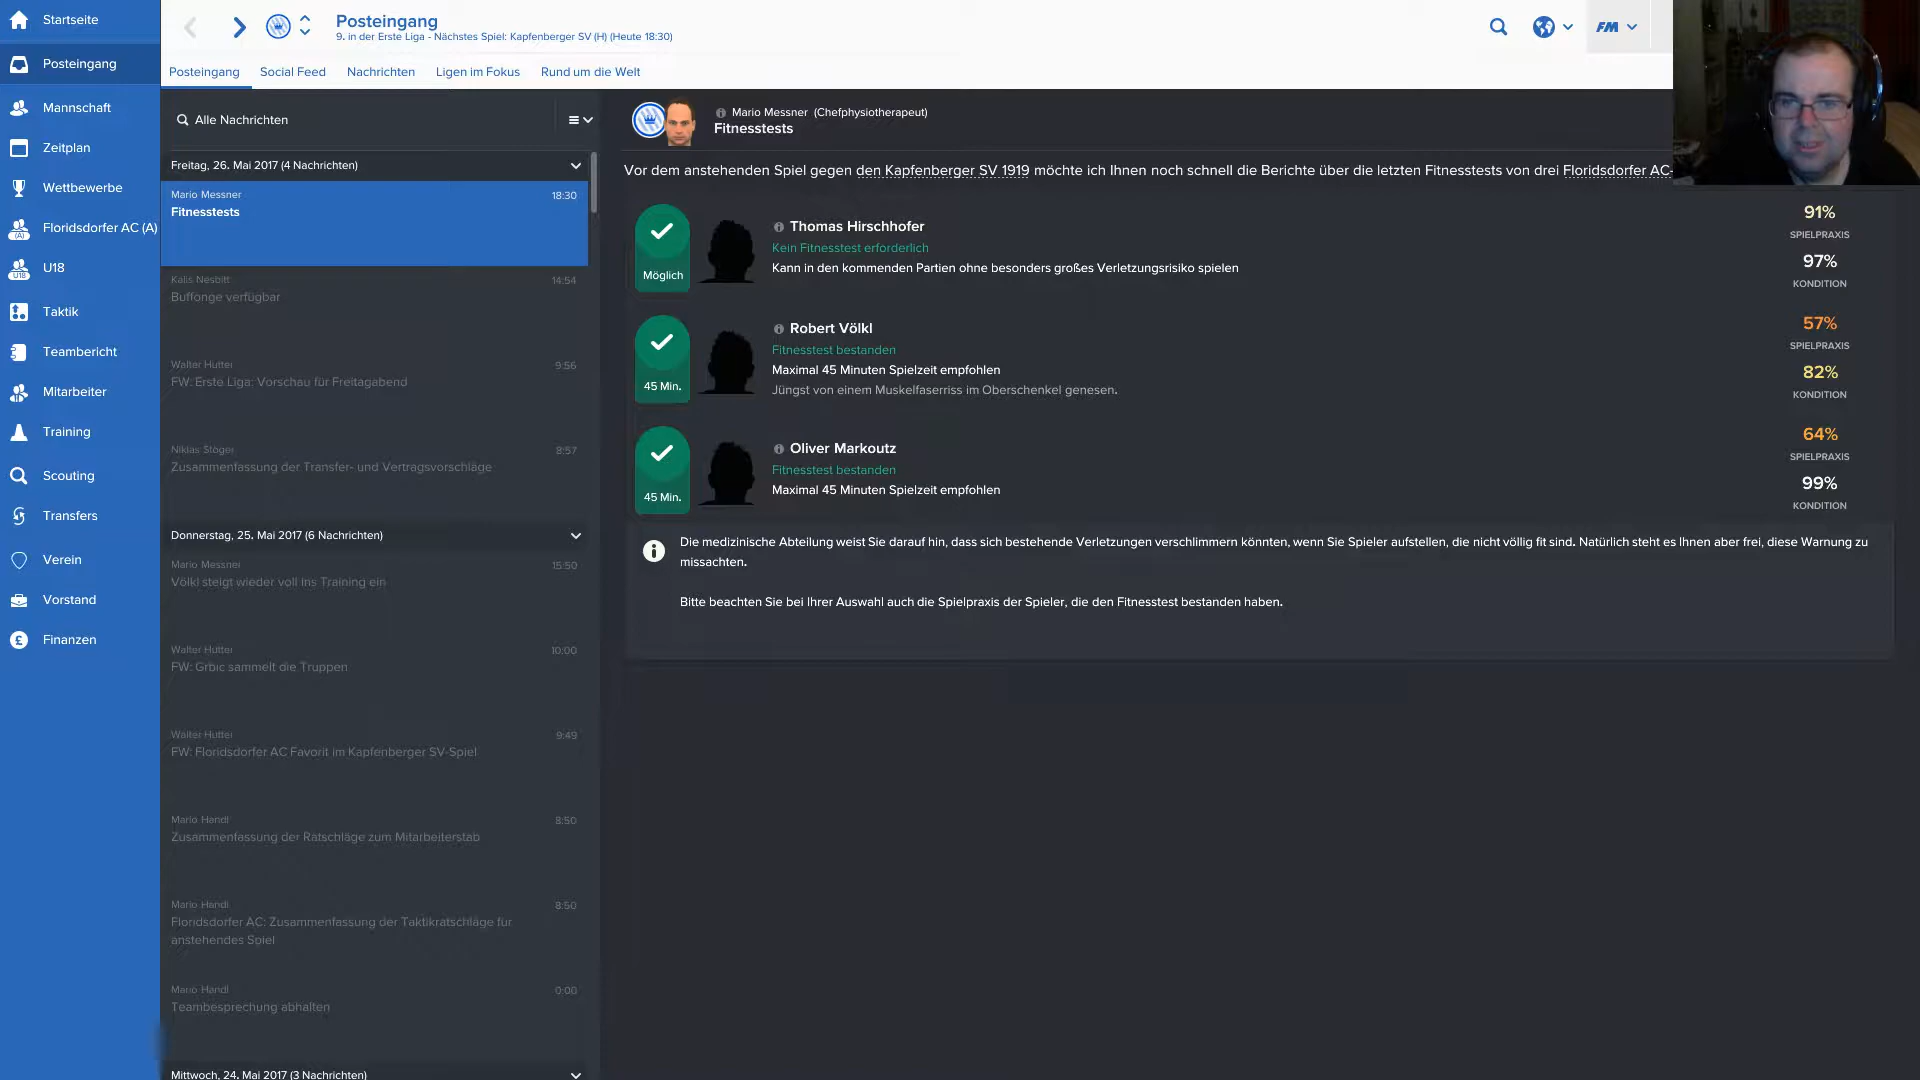 Startseite
Posteingang
Mannschaft
Zeitplan
Wettbewerbe
Floridsdorfer AC (A)
U18
Taktik
Teambericht
Mitarbeiter
Training
Scouting
Transfers
Verein
Vorstand
Finanzen
Posteingang
9. in der Erste Liga - Nächstes Spiel: Kapfenberger SV (H) (Heute 18:30)
FM
Posteingang Social Feed Nachrichten Ligen im Fokus Rund um die Welt
Alle Nachrichten
Freitag, 26. Mai 2017 (4 Nachrichten)
Mario Messner 18:30
Fitnesstests
Kalis Nesbitt 14:54
Buffonge verfügbar
Walter Hutter 9:56
FW: Erste Liga: Vorschau für Freitagabend
Niklas Stöger 8:57
Zusammenfassung der Transfer- und Vertragsvorschläge
Donnerstag, 25. Mai 2017 (6 Nachrichten)
Mario Messner 15:50
Völkl steigt wieder voll ins Training ein
Walter Hutter 10:00
FW: Grbic sammelt die Truppen
Walter Hutter 9:49
FW: Floridsdorfer AC Favorit im Kapfenberger SV-Spiel
Mario Handl 8:50
Zusammenfassung der Ratschläge zum Mitarbeiterstab
Mario Handl 8:50
Floridsdorfer AC: Zusammenfassung der Taktikratschläge für
anstehendes Spiel
Mario Handl 0:00
Teambesprechung abhalten
Mittwoch, 24. Mai 2017 (3 Nachrichten)
Mario Messner (Chefphysiotherapeut)
Fitnesstests
Vor dem anstehenden Spiel gegen den Kapfenberger SV 1919 möchte ich Ihnen noch schnell die Berichte über die letzten Fitnesstests von drei Floridsdorfer AC-
Möglich
Thomas Hirschhofer
Kein Fitnesstest erforderlich
Kann in den kommenden Partien ohne besonders großes Verletzungsrisiko spielen
91%
SPIELPRAXIS
97%
KONDITION
45 Min.
Robert Völkl
Fitnesstest bestanden
Maximal 45 Minuten Spielzeit empfohlen
Jüngst von einem Muskelfaserriss im Oberschenkel genesen.
57%
SPIELPRAXIS
82%
KONDITION
45 Min.
Oliver Markoutz
Fitnesstest bestanden
Maximal 45 Minuten Spielzeit empfohlen
64%
SPIELPRAXIS
99%
KONDITION
Die medizinische Abteilung weist Sie darauf hin, dass sich bestehende Verletzungen verschlimmern könnten, wenn Sie Spieler aufstellen, die nicht völlig fit sind. Natürlich steht es Ihnen aber frei, diese Warnung zu
missachten.
Bitte beachten Sie bei Ihrer Auswahl auch die Spielpraxis der Spieler, die den Fitnesstest bestanden haben.